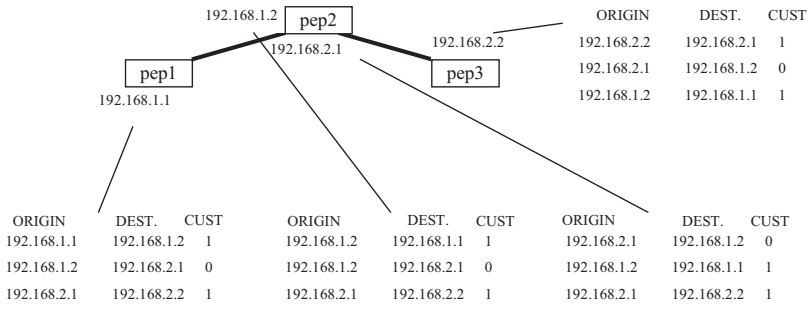 192.168.1.2
pep2
192.168.2.1
192.168.2.2
pep1
pep3
192.168.1.1
ORIGIN DEST. CUST
192.168.2.2 192.168.2.1 1
192.168.2.1 192.168.1.2 0
192.168.1.2 192.168.1.1 1
ORIGIN DEST. CUST
192.168.1.1 192.168.1.2 1
192.168.1.2 192.168.2.1 0
192.168.2.1 192.168.2.2 1
ORIGIN DEST. CUST
192.168.1.2 192.168.1.1 1
192.168.1.2 192.168.2.1 0
192.168.2.1 192.168.2.2 1
ORIGIN DEST. CUST
192.168.2.1 192.168.1.2 0
192.168.1.2 192.168.1.1 1
192.168.2.1 192.168.2.2 1